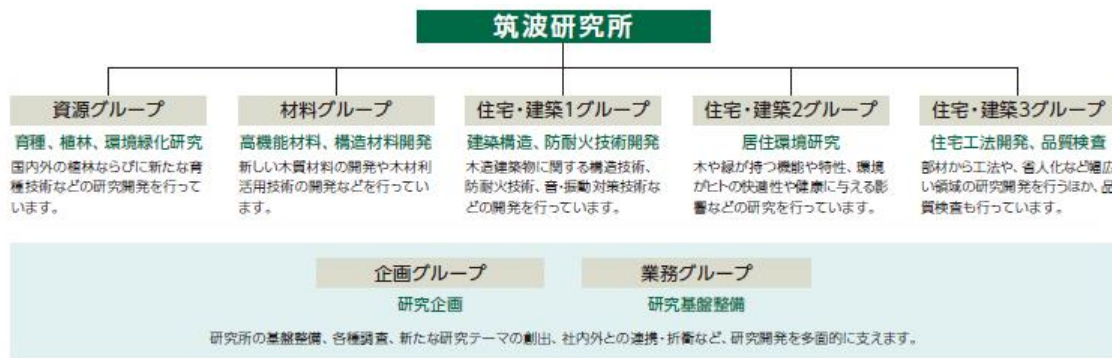 筑波研究所
資源グループ
育種、植林、環境緑化研究
国内外の植林ならびに新たな育
種技術などの研究開発を行って
います。
材料グループ
高機能材料、構造材料開発
新しい木質材料の開発や木材利
活用技術の開発などを行ってい
ます。
住宅・建築1グループ
建築構造、防耐火技術開発
木造建築物に関する構造技術、
防耐火技術、音・振動対策技術な
どの開発を行っています。
住宅・建築2グループ
居住環境研究
木や緑が持つ機能や特性、環境
がヒトの快適性や健康に与える影
響などの研究を行っています。
住宅・建築3グループ
住宅工法開発、品質検査
部材から工法や、省人化など幅広
い領域の研究開発を行うほか、品
質検査も行っています。
企画グループ
研究企画
業務グループ
研究基盤整備
研究所の基盤整備、各種調査、新たな研究テーマの創出、社内外との連携・折衝など、研究開発を多面的に支えます。